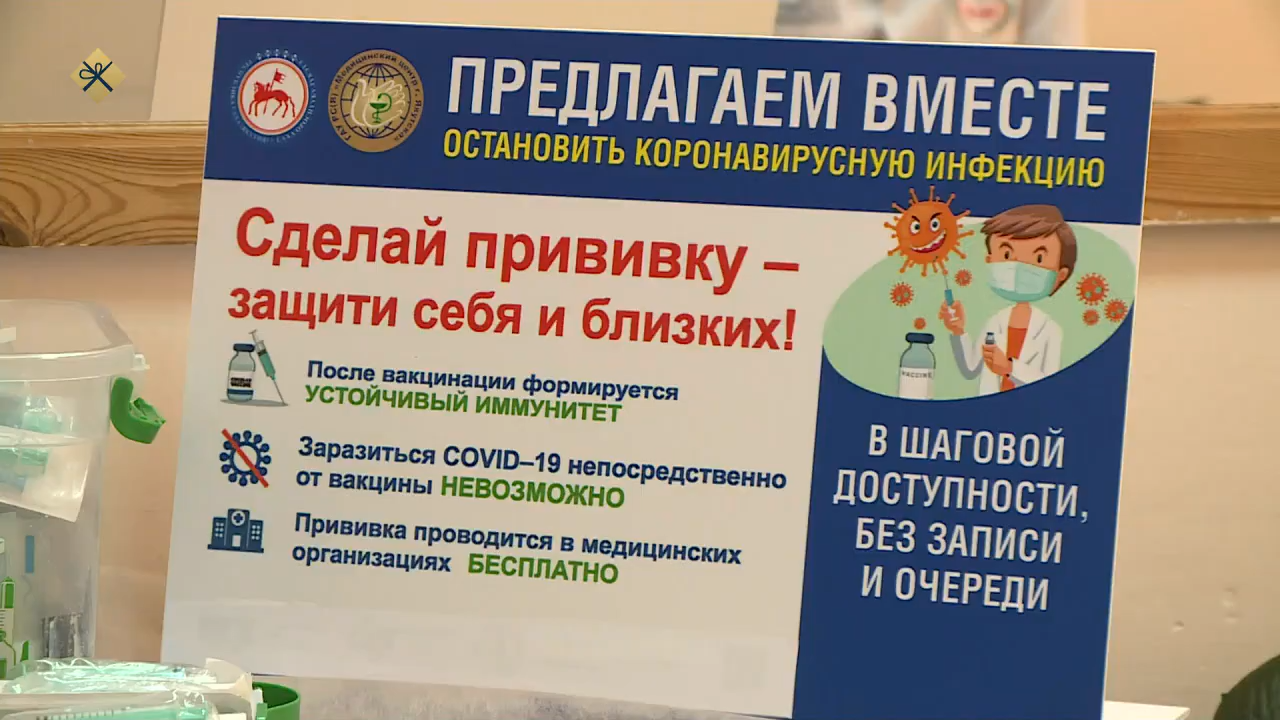 ПРЕДЛАГАЕМ ВМЕСТЕ
ОСТАНОВИТЬ КОРОНАВИРУСНУЮ ИНФЕКЦИЮ
Сделай прививку –
защити себя и близких!
После вакцинации формируется
УСТОЙЧИВЫЙ ИММУНИТЕТ
Заразиться COVID–19 непосредственно
от вакцины НЕВОЗМОЖНО
Прививка проводится в медицинских
организациях БЕСПЛАТНО
VACCINE
В ШАГОВОЙ
ДОСТУПНОСТИ,
БЕЗ ЗАПИСИ
И ОЧЕРЕДИ